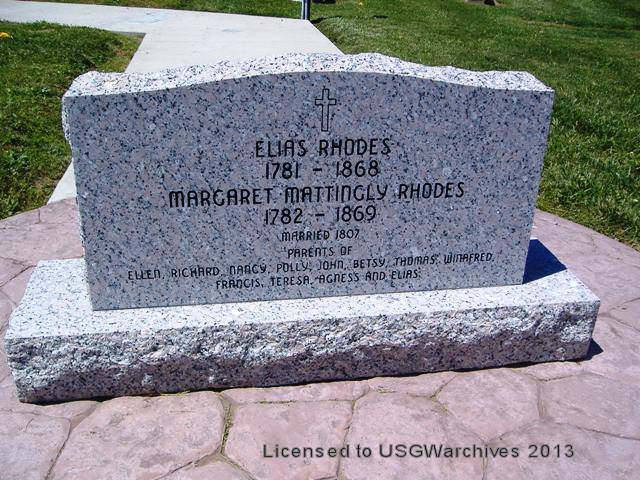 ELIAS RHODES
1781 - 1868
MARGARET MATTINGLY RHODES
1782 - 1869
MARRIED 1807
PARENTS OF
ELLEN, RICHARD, NANCY, POLLY, JOHN, BETSY, THOMAS, WINAFRED,
FRANCIS, TERESA, AGNESS AND ELIAS.
Licensed to USGWarchives 2013